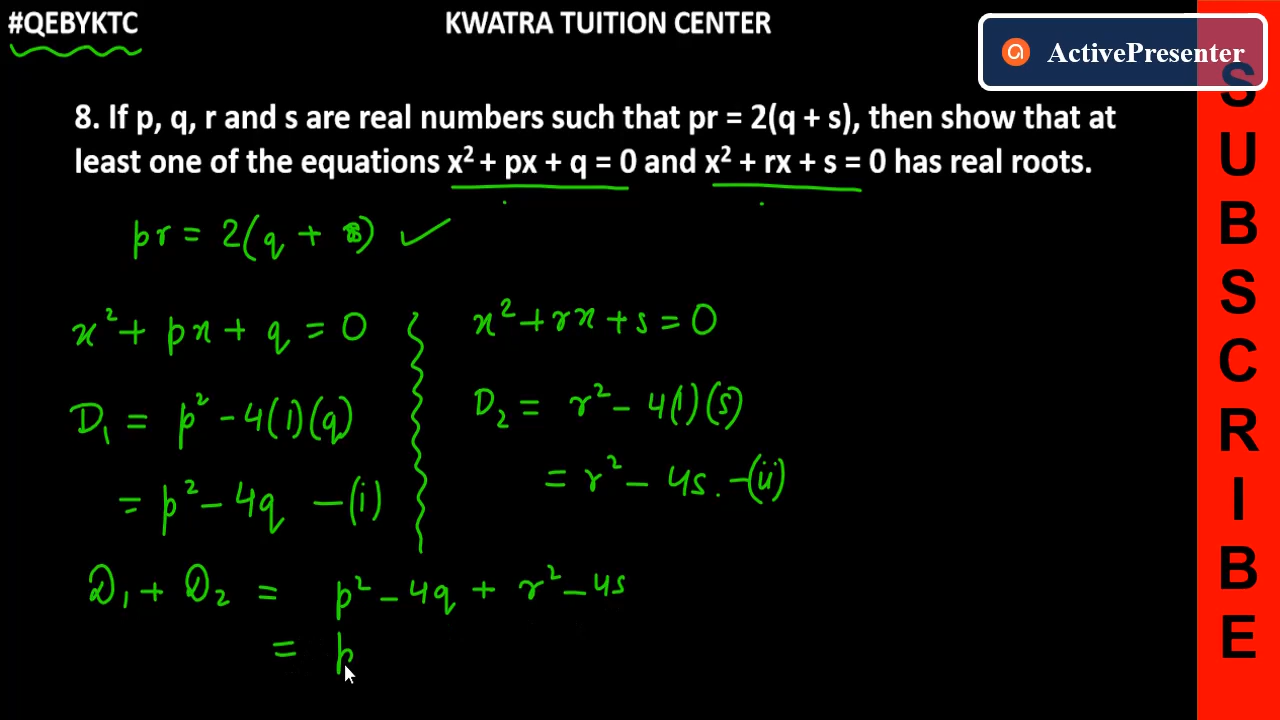 #QEBYKTC
KWATRA TUITION CENTER
ActivePresenter
8. If p, q, r and s are real numbers such that pr = 2(q + s), then show that at
least one of the equations x² + px + q = 0 and x² + rx + s = 0 has real roots.
pr = 2(q + s) ✓
x² + px + q = 0
D₁ = p² - 4(1)(q)
= p² - 4q - (i)
x² + rx + s = 0
D₂ = r² - 4(1)(s)
= r² - 4s. - (ii)
D₁ + D₂ = p² - 4q + r² - 4s
= p
SUBSCRIBE